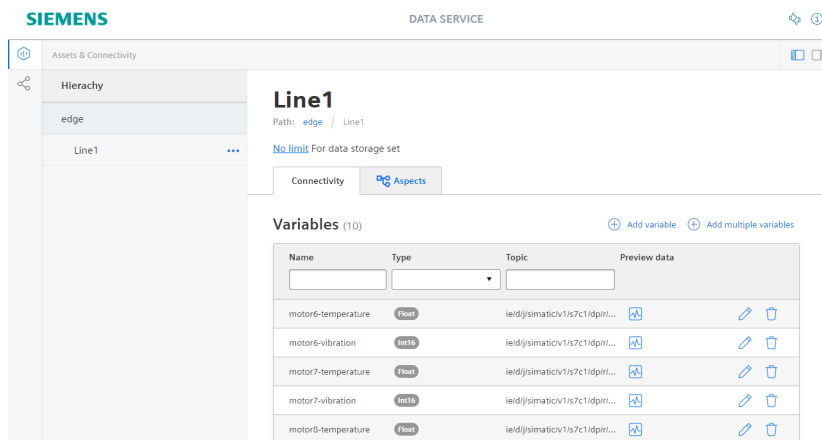 SIEMENS
DATA SERVICE
Assets & Connectivity
Hierachy
edge
Line1
Line1
Path: edge / Line1
No limit For data storage set
Connectivity
Aspects
Variables (10)
Add variable
Add multiple variables
Name Type Topic Preview data
motor6-temperature Float ie/d/j/simatic/v1/s7c1/dp/r/...
motor6-vibration Int16 ie/d/j/simatic/v1/s7c1/dp/r/...
motor7-temperature Float ie/d/j/simatic/v1/s7c1/dp/r/...
motor7-vibration Int16 ie/d/j/simatic/v1/s7c1/dp/r/...
motor8-temperature Float ie/d/j/simatic/v1/s7c1/dp/r/...